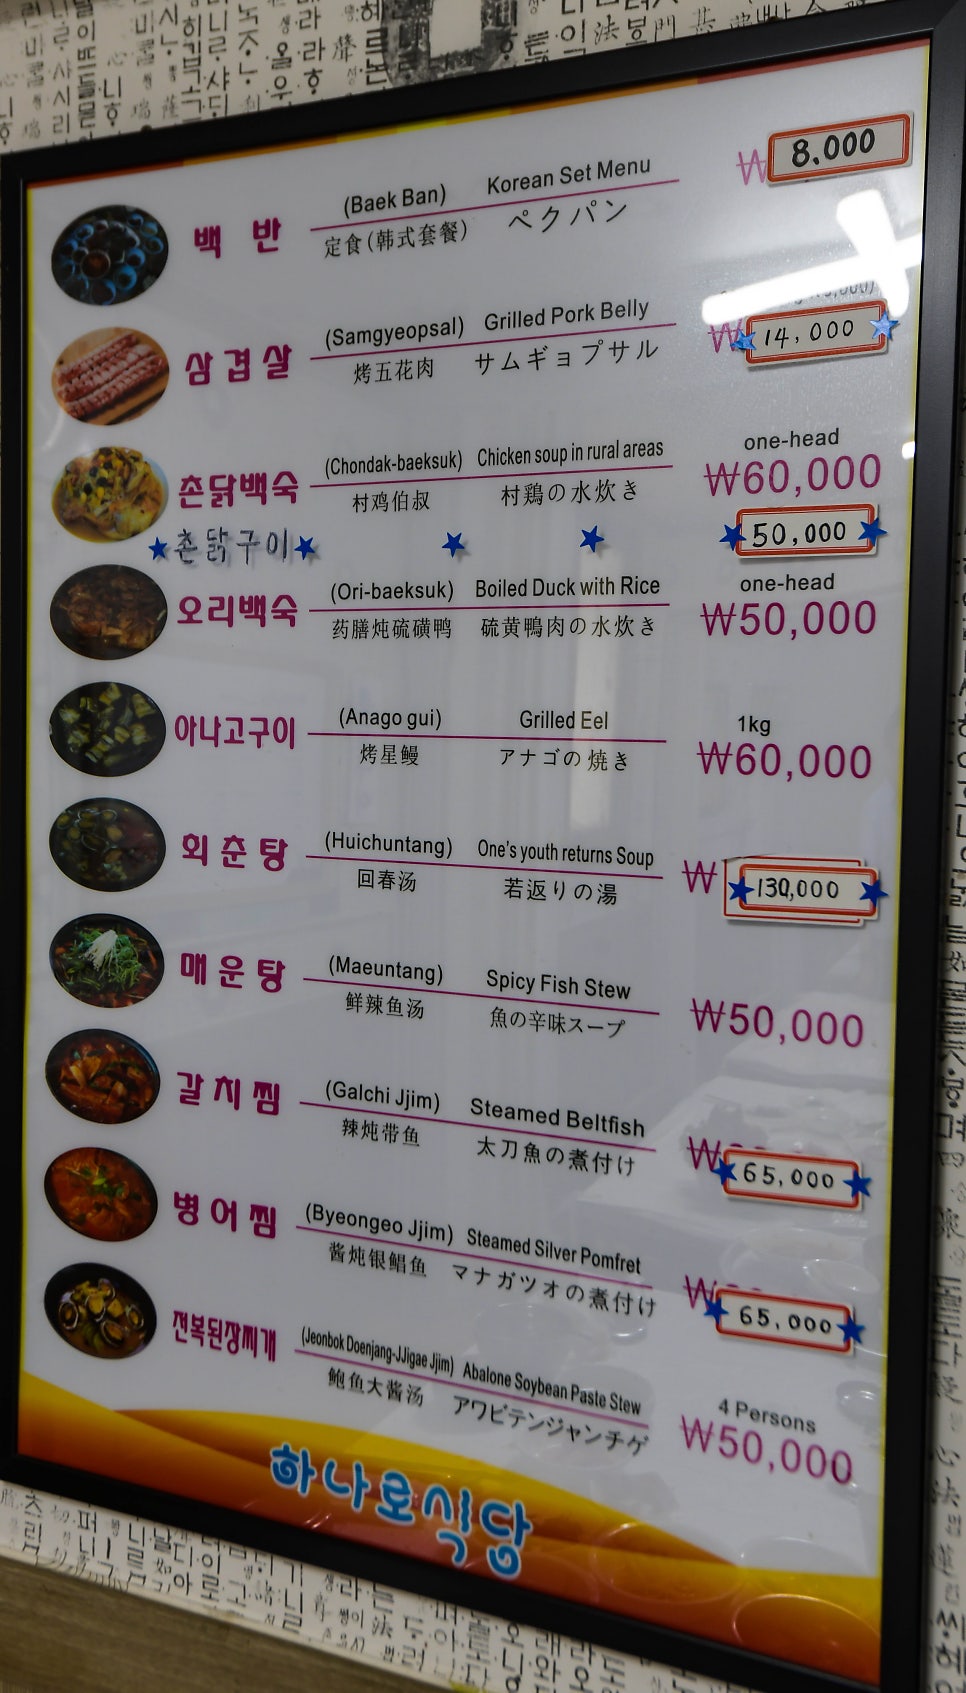 백 반
(Baek Ban) Korean Set Menu
定食(韩式套餐) ペクパン
₩ 8.000
삼겹살
(Samgyeopsal) Grilled Pork Belly
烤五花肉 サムギョプサル
₩ 14,000
촌닭백숙
(Chondak-baeksuk) Chicken soup in rural areas
村鸡伯叔 村鶏の水炊き
one-head
₩60,000
촌닭구이
50,000
오리백숙
(Ori-baeksuk) Boiled Duck with Rice
药膳炖硫磺鸭 硫黄鴨肉の水炊き
one-head
₩50,000
아나고구이
(Anago gui) Grilled Eel
烤星鳗 アナゴの焼き
1kg
₩60,000
회춘탕
(Huichuntang) One's youth returns Soup
回春汤 若返りの湯
₩ 130,000
매운탕
(Maeuntang) Spicy Fish Stew
鲜辣鱼汤 魚の辛味スープ
₩50,000
갈치찜
(Galchi Jjim) Steamed Beltfish
辣炖带鱼 太刀魚の煮付け
₩ 65,000
병어찜
(Byeongeo Jjim) Steamed Silver Pomfret
酱炖银鲳鱼 マナガツオの煮付け
₩ 65,000
전복된장찌개
(Jeonbok Doenjang-JJigae Jjim) Abalone Soybean Paste Stew
鲍鱼大酱汤 アワビテンジャンチゲ
4 Persons
₩50,000
하나로식당